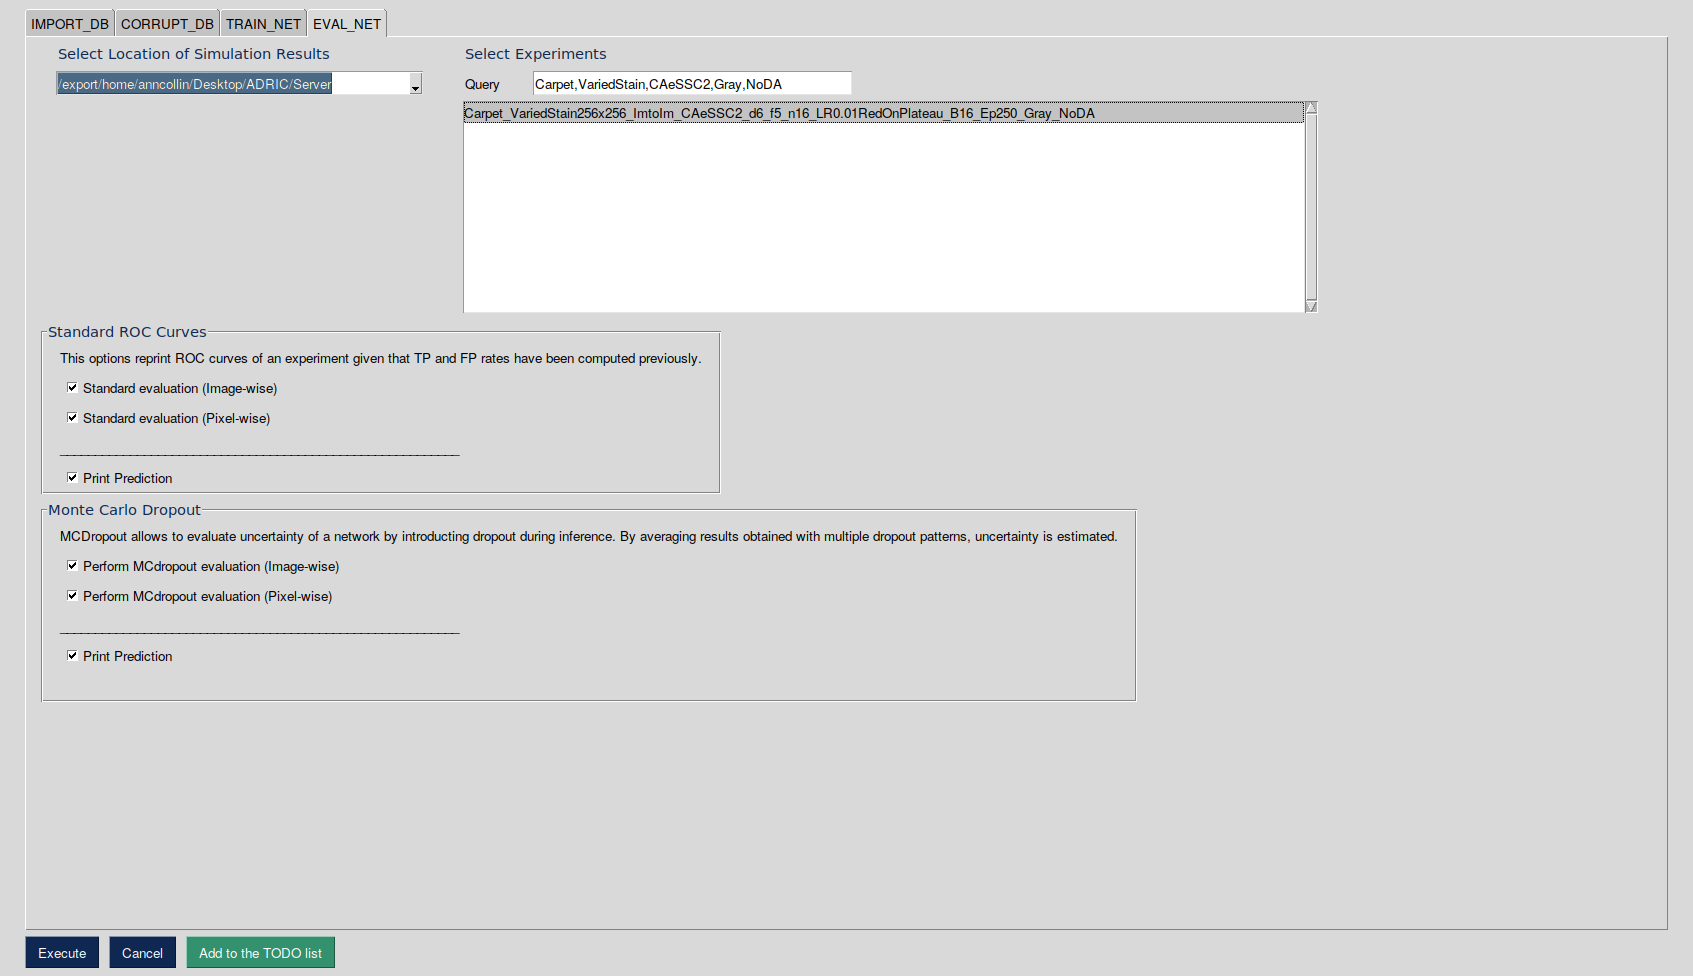 IMPORT_DB CORRUPT_DB TRAIN_NET EVAL_NET
Select Location of Simulation Results
/export/home/anncollin/Desktop/ADRIC/Server
Select Experiments
Query Carpet,VariedStain,CAeSSC2,Gray,NoDA
Carpet_VariedStain256x256_ImtoIm_CAeSSC2_d6_f5_n16_LR0.01RedOnPlateau_B16_Ep250_Gray_NoDA
Standard ROC Curves
This options reprint ROC curves of an experiment given that TP and FP rates have been computed previously.
Standard evaluation (Image-wise)
Standard evaluation (Pixel-wise)
Print Prediction
Monte Carlo Dropout
MCDropout allows to evaluate uncertainty of a network by introducting dropout during inference. By averaging results obtained with multiple dropout patterns, uncertainty is estimated.
Perform MCdropout evaluation (Image-wise)
Perform MCdropout evaluation (Pixel-wise)
Print Prediction
Execute Cancel Add to the TODO list